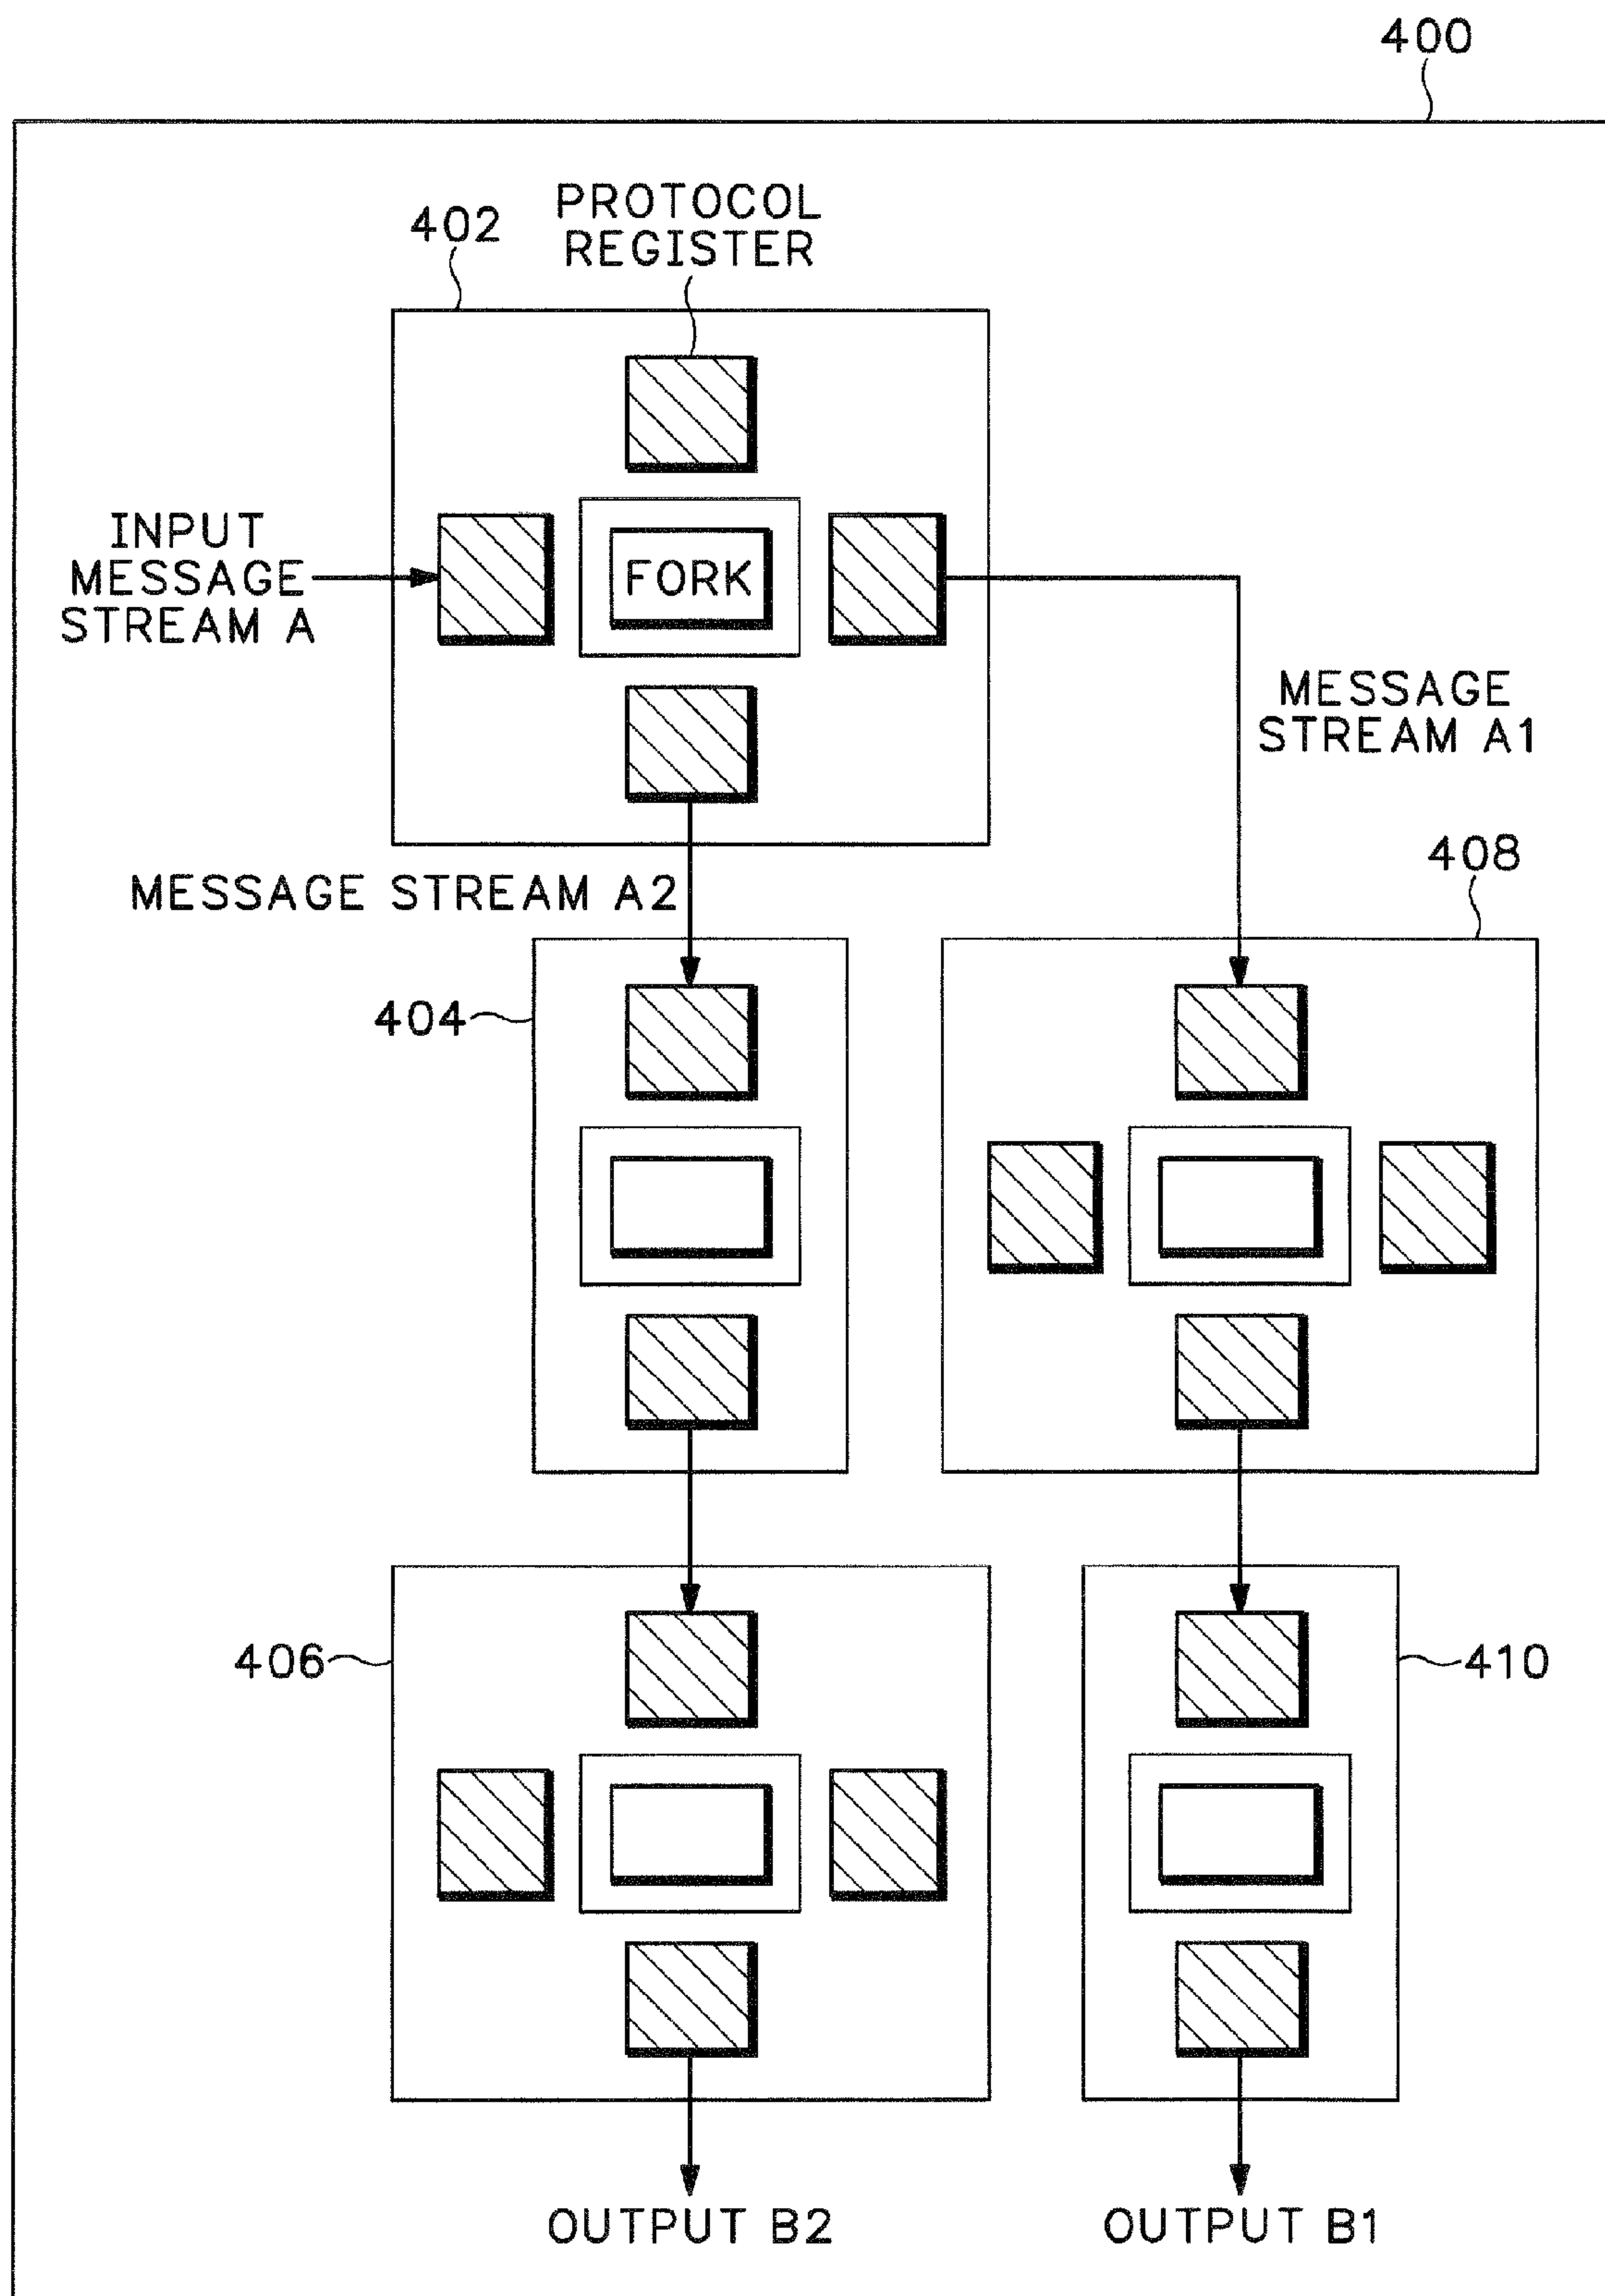 400
402
PROTOCOL
REGISTER
INPUT
MESSAGE
STREAM A
FORK
MESSAGE
STREAM A1
MESSAGE STREAM A2
408
404
406
410
OUTPUT B2
OUTPUT B1